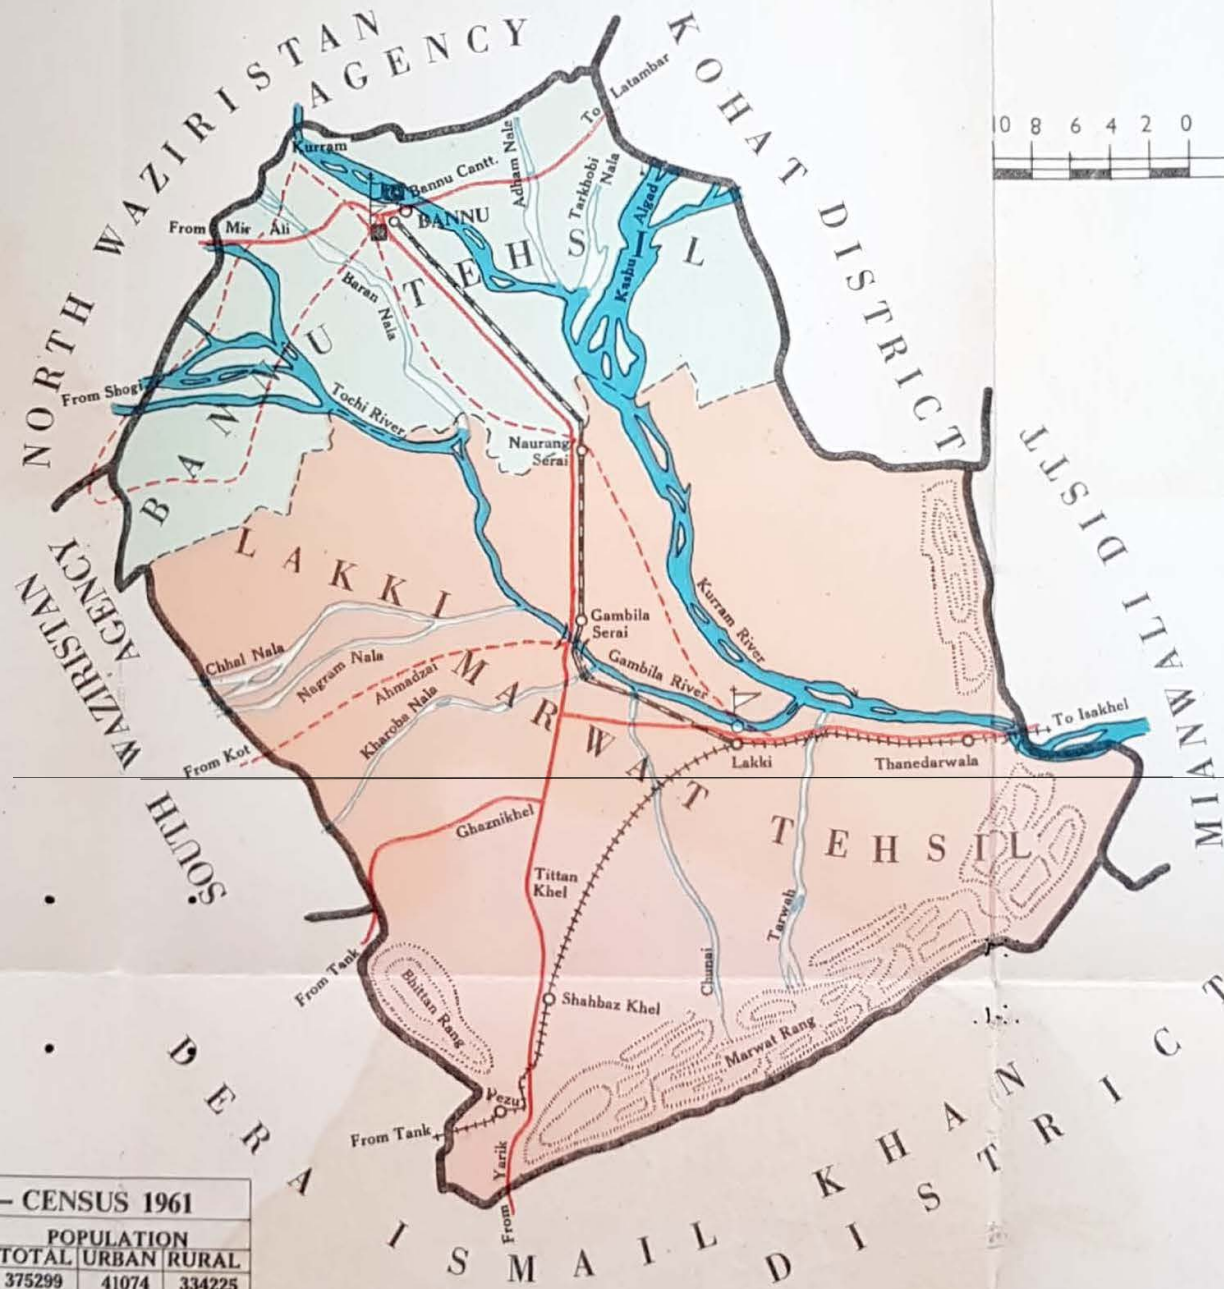 NORTH WAZIRISTAN
AGENCY
KOHAT DISTRICT
10 8 6 4 2 0
To Latambar
Kurram
Bannu Cantt.
BANNU
Adham Nale
Tarkhobi
Nala
Kashu Algad
From Mir Ali
Baran Nala
BANNU TEHSIL
From Shogi
Tochi River
Naurang
Serai
MIANWALI DISTT
LAKKI MARWAT TEHSIL
SOUTH WAZIRISTAN
AGENCY
Gambila
Serai
Kurram River
Chhal Nala
Nagram Nala
Gambila River
Ahmadzai
Kharoba Nala
From Kot
To Isakhel
Lakki
Thanedarwala
Ghaznikhel
Tittan
Khel
Tarwah
Chunai
From Tank
Bhittan Rang
Shahbaz Khel
Marwat Rang
Pezu
From Tank
From Yarik
DERA ISMAIL KHAN
DISTRICT
– CENSUS 1961
POPULATION
TOTAL URBAN RURAL
375299 41074 334225